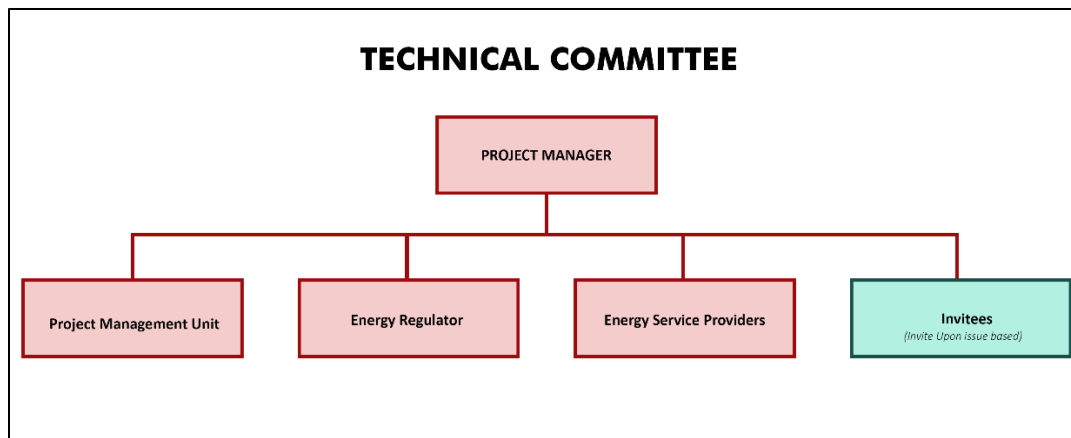 TECHNICAL COMMITTEE
PROJECT MANAGER
Project Management Unit
Energy Regulator
Energy Service Providers
Invitees
(Invite Upon issue based)